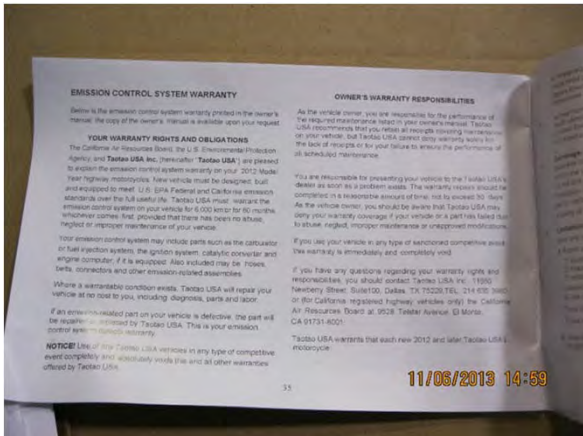 EMISSION CONTROL SYSTEM WARRANTY
Below is the emission control system warranty printed in the owner's
manual, the copy of the owner's manual is available upon your request
YOUR WARRANTY RIGHTS AND OBLIGATIONS
The California Air Resources Board, the U.S. Environmental Protection
Agency, and Taotao USA Inc. (hereinafter "Taotao USA") are pleased
to explain the emission control system warranty on your 2012 Model
Year highway motorcycles. New vehicle must be designed, built
and equipped to meet U.S. EPA Federal and California emission
standards over the full useful life. Taotao USA must warrant the
emission control system on your vehicle for 6,000 km or for 60 months,
whichever comes first, provided that there has been no abuse,
neglect or improper maintenance of your vehicle.
Your emission control system may include parts such as the carburator
or fuel injection system, the ignition system, catalytic converter and
engine computer, if it is equipped. Also included may be hoses,
belts, connectors and other emission-related assemblies.
Where a warrantable condition exists, Taotao USA will repair your
vehicle at no cost to you, including diagnosis, parts and labor.
If an emission-related part on your vehicle is defective, the part will
be repaired or replaced by Taotao USA. This is your emission
control system defects warranty.
NOTICE! Use of any Taotao USA vehicles in any type of competitive
event completely and absolutely voids this and all other warranties
offered by Taotao USA.
35
OWNER'S WARRANTY RESPONSIBILITIES
As the vehicle owner, you are responsible for the performance of
the required maintenance listed in your owner's manual. Taotao
USA recommends that you retain all receipts covering maintenance
on your vehicle, but Taotao USA cannot deny warranty solely for
the lack of receipts or for your failure to ensure the performance of
all scheduled maintenance.
You are responsible for presenting your vehicle to the Taotao USA's
dealer as soon as a problem exists. The warranty repairs should be
completed in a reasonable amount of time, not to exceed 30 days.
As the vehicle owner, you should be aware that Taotao USA may
deny your warranty coverage if your vehicle or a part has failed due
to abuse, neglect, improper maintenance or unapproved modifications.
If you use your vehicle in any type of sanctioned competitive event
this warranty is immediately and completely void.
If you have any questions regarding your warranty rights and
responsibilities, you should contact Taotao USA Inc.
Newberry Street, Suite100, Dallas, TX 75229,TEL,
or (for California registered highway vehicles only) the California
Air Resources Board at 9528 Telstar Avenue, El Monte,
CA 91731-8001.
Taotao USA warrants that each new 2012 and later Taotao USA's
motorcycle:
11/06/2013 14:59